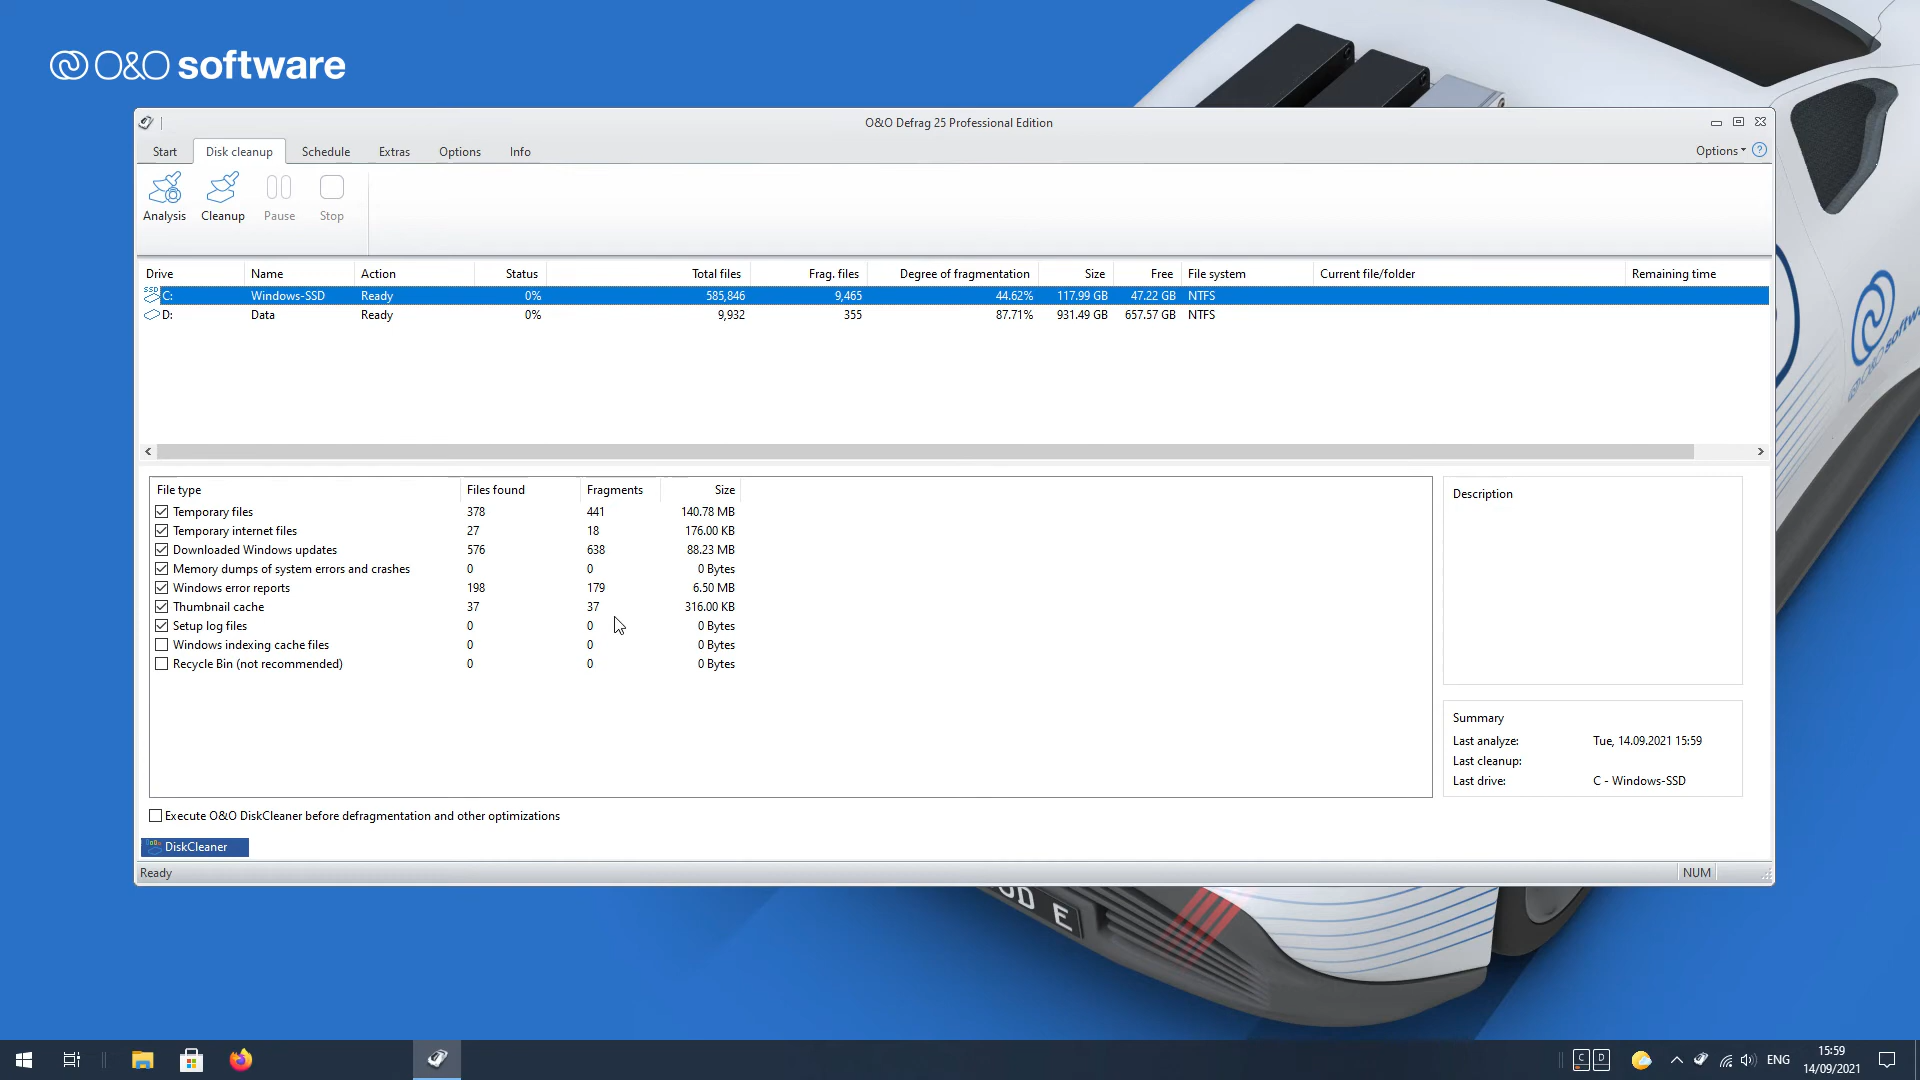 O&O software
O&O Defrag 25 Professional Edition
Start Disk cleanup Schedule Extras Options Info Options
Analysis Cleanup Pause Stop
Drive Name Action Status Total files Frag. files Degree of fragmentation Size Free File system Current file/folder Remaining time
SSD C: Windows-SSD Ready 0% 585,846 9,465 44.62% 117.99 GB 47.22 GB NTFS
D: Data Ready 0% 9,932 355 87.71% 931.49 GB 657.57 GB NTFS
File type Files found Fragments Size
Temporary files 378 441 140.78 MB
Temporary internet files 27 18 176.00 KB
Downloaded Windows updates 576 638 88.23 MB
Memory dumps of system errors and crashes 0 0 0 Bytes
Windows error reports 198 179 6.50 MB
Thumbnail cache 37 37 316.00 KB
Setup log files 0 0 0 Bytes
Windows indexing cache files 0 0 0 Bytes
Recycle Bin (not recommended) 0 0 0 Bytes
Description
Summary
Last analyze: Tue, 14.09.2021 15:59
Last cleanup:
Last drive: C - Windows-SSD
Execute O&O DiskCleaner before defragmentation and other optimizations
DiskCleaner
Ready NUM
C D ENG 15:59
14/09/2021